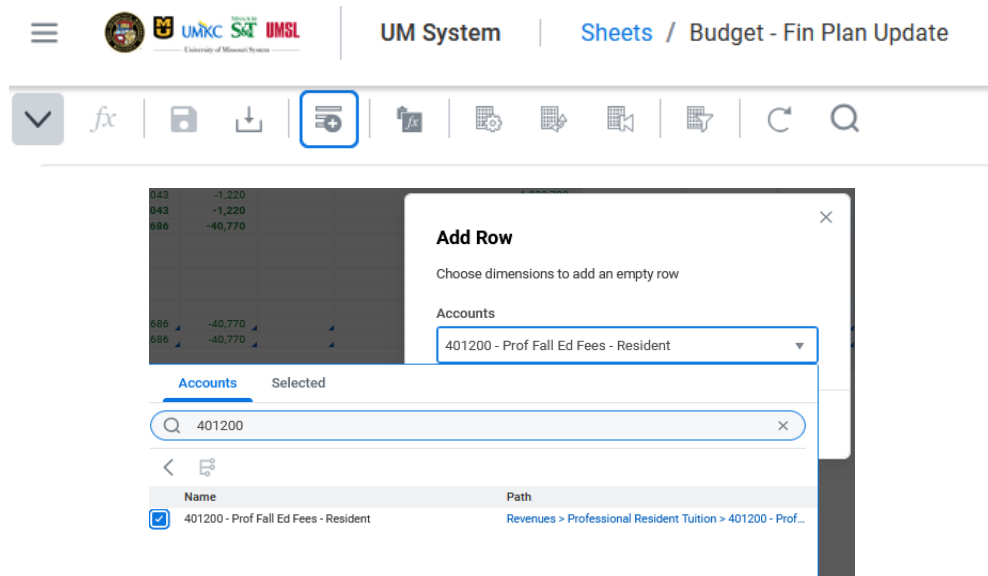 UMKC Missouri S&T UMSL
University of Missouri System
UM System Sheets / Budget - Fin Plan Update
fx fx
043 -1,220
043 -1,220
686 -40,770
686 -40,770
686 -40,770
Add Row
Choose dimensions to add an empty row
Accounts
401200 - Prof Fall Ed Fees - Resident
Accounts Selected
401200
Name Path
401200 - Prof Fall Ed Fees - Resident Revenues > Professional Resident Tuition > 401200 - Prof...